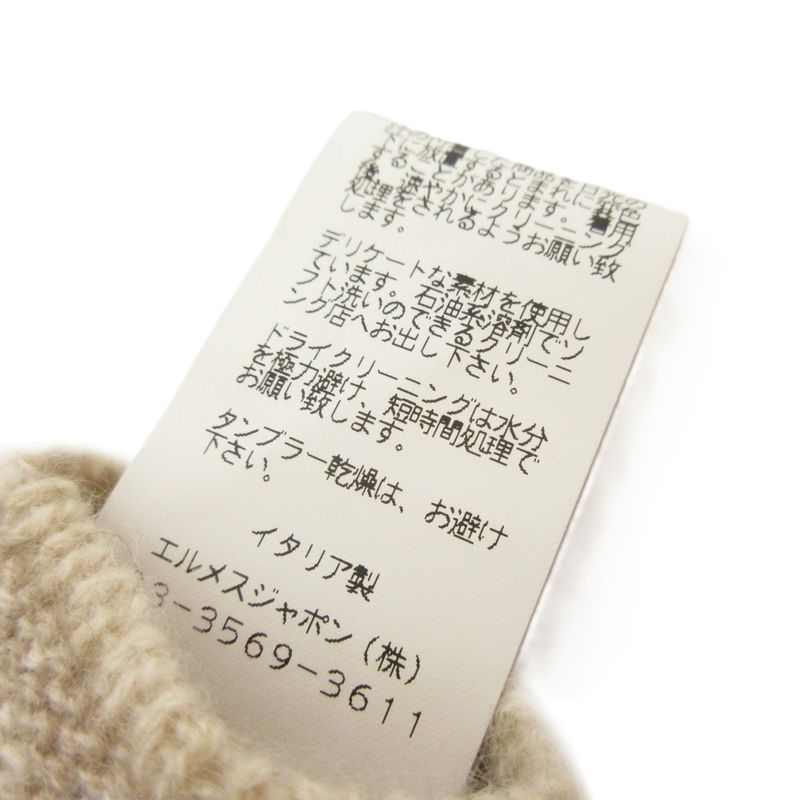 処理をされるようお願い致
します。
デリケートな素材を使用し
ています。石油系溶剤でソ
フト洗いのできるクリーニ
ング店へお出し下さい。
ドライクリーニングは水分
を極力避け、短時間処理で
お願い致します。
タンブラー乾燥は、お避け
下さい。
イタリア製
エルメスジャポン(株)
3-3569-3611